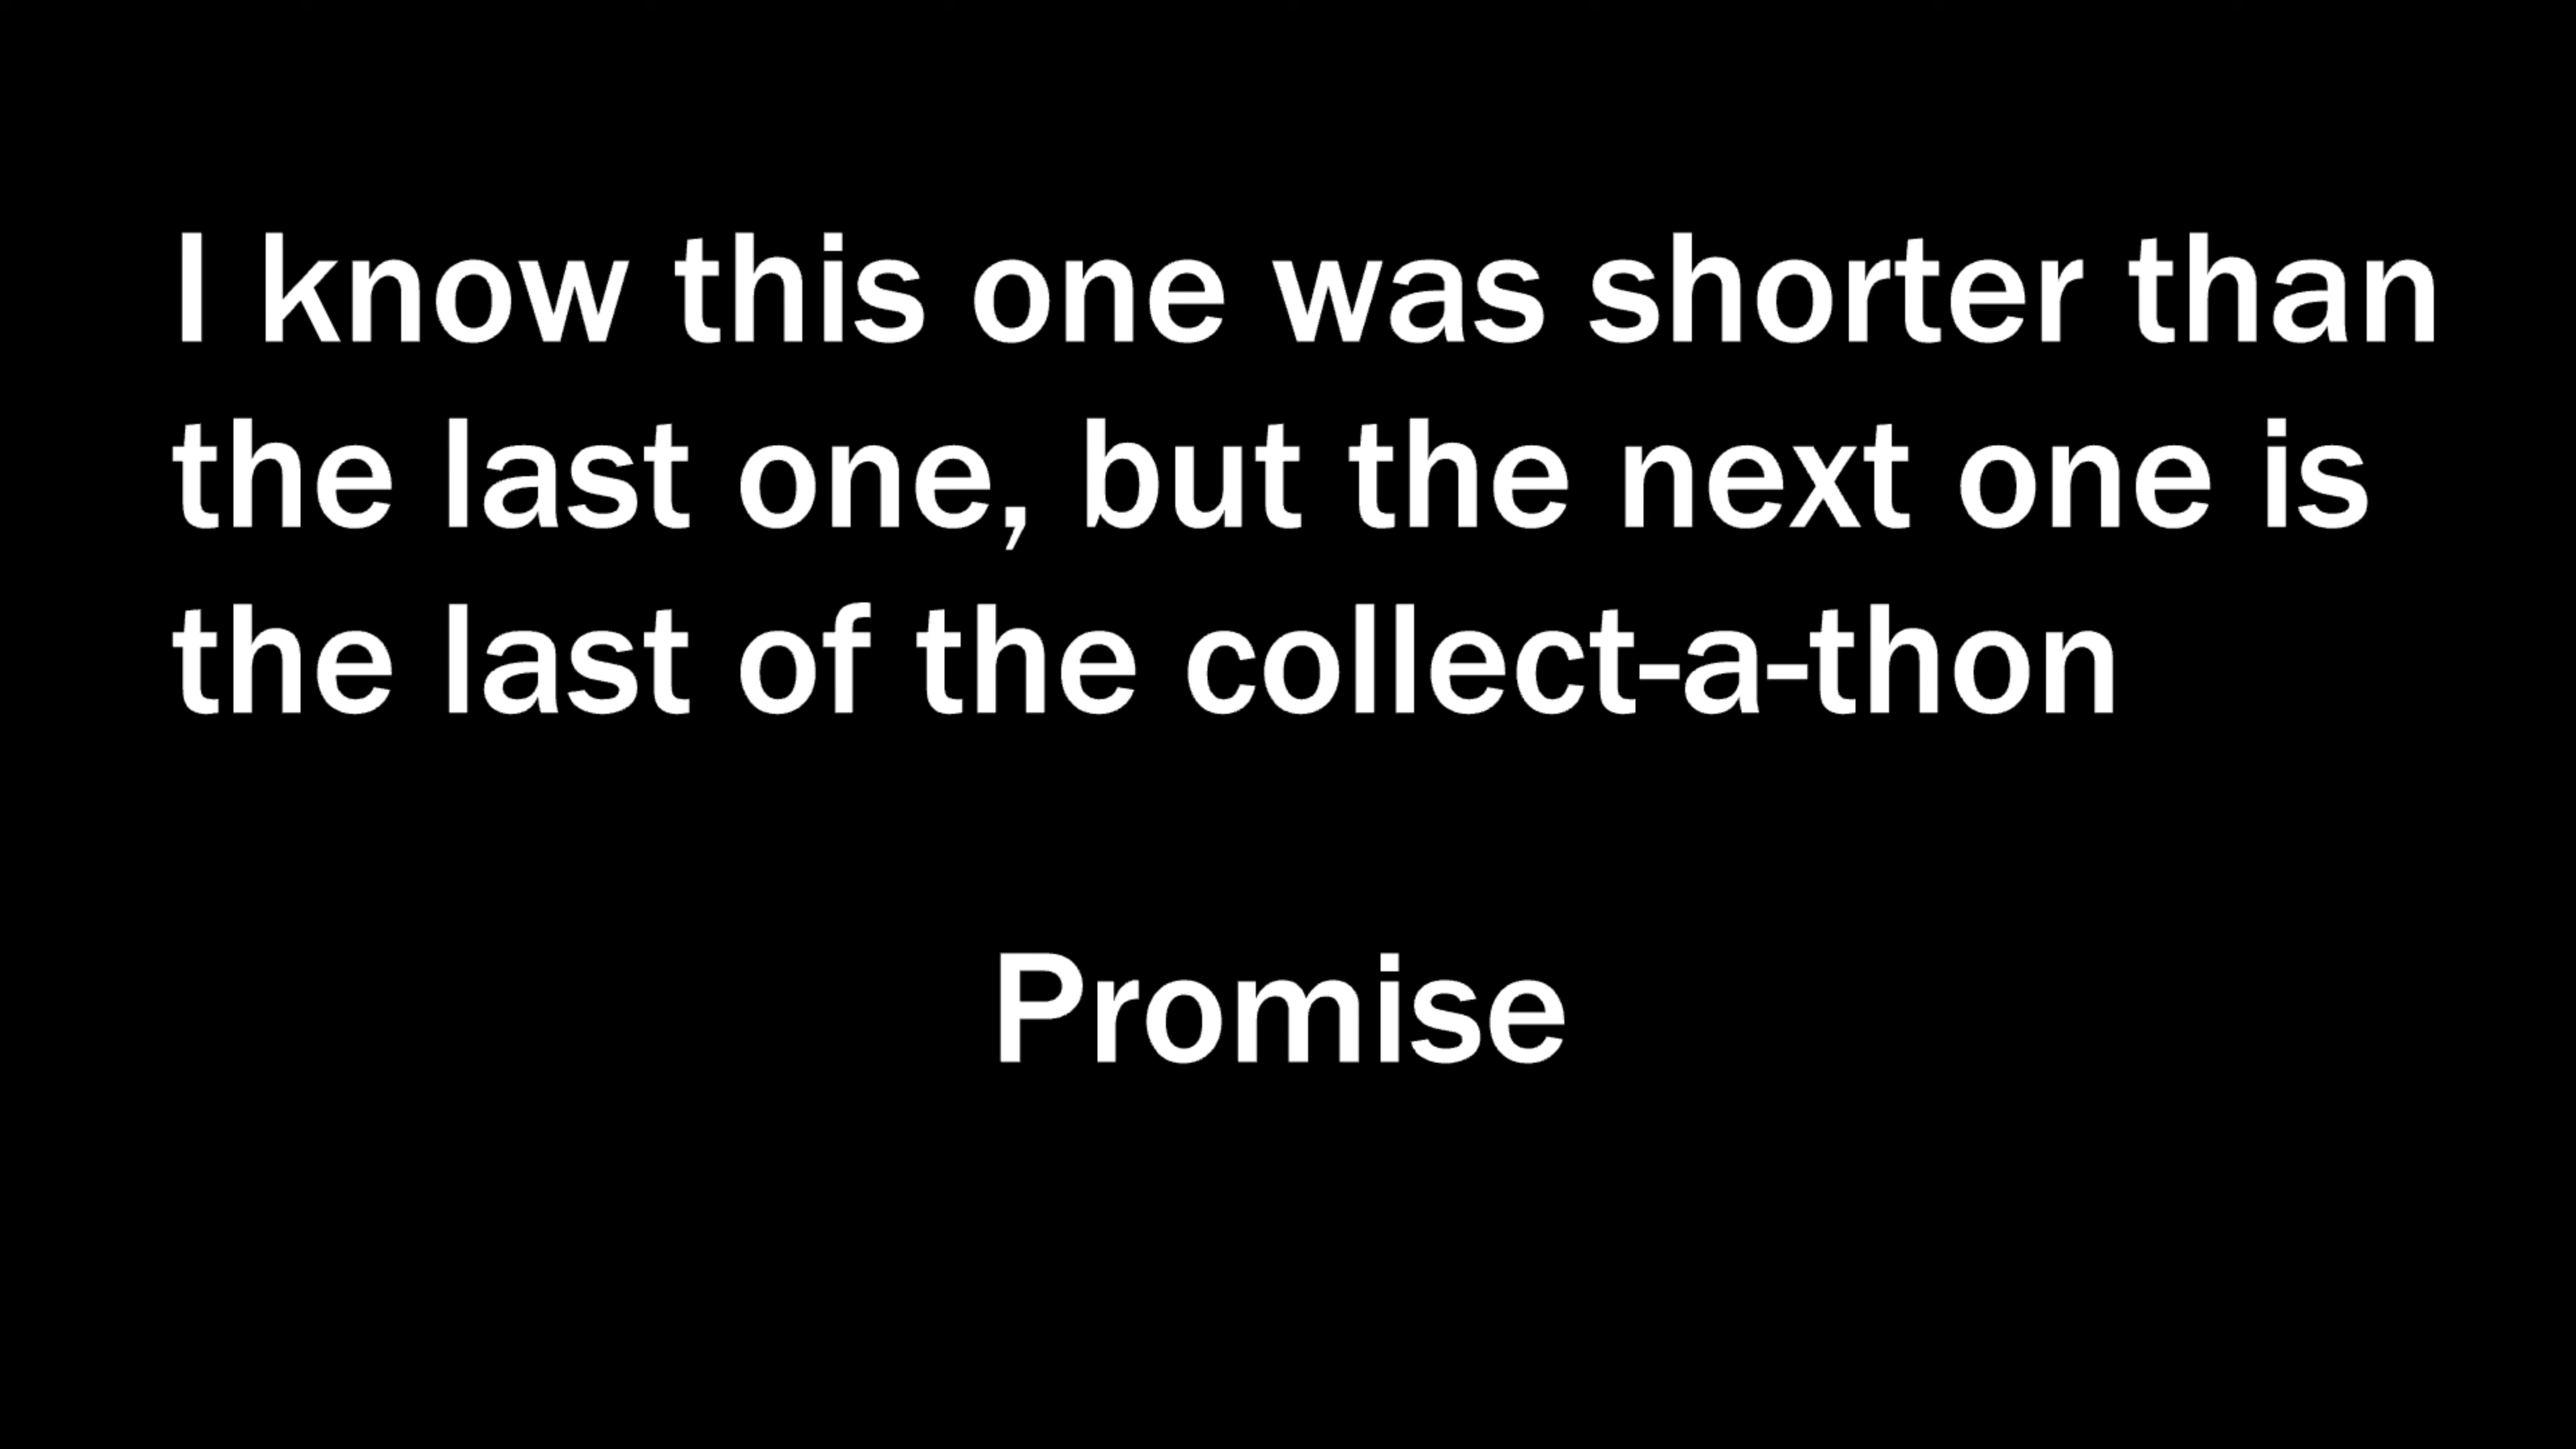 I know this one was shorter than
the last one, but the next one is
the last of the collect-a-thon
Promise